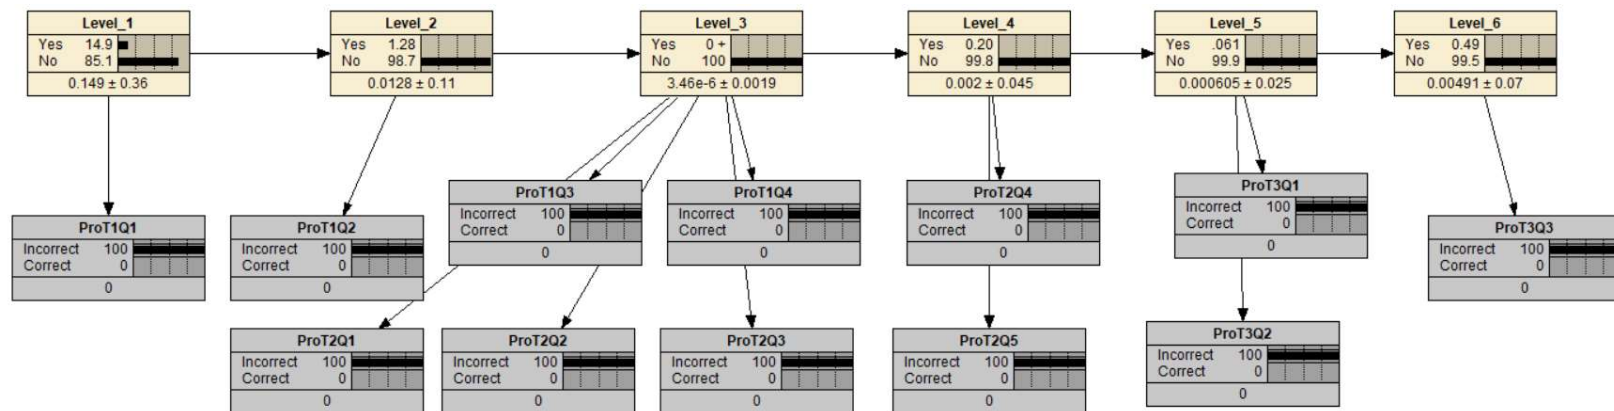 Level_1
Yes 14.9
No 85.1
0.149 ± 0.36
Level_2
Yes 1.28
No 98.7
0.0128 ± 0.11
Level_3
Yes 0 +
No 100
3.46e-6 ± 0.0019
Level_4
Yes 0.20
No 99.8
0.002 ± 0.045
Level_5
Yes .061
No 99.9
0.000605 ± 0.025
Level_6
Yes 0.49
No 99.5
0.00491 ± 0.07
ProT1Q1
Incorrect 100
Correct 0
0
ProT1Q2
Incorrect 100
Correct 0
0
ProT1Q3
Incorrect 100
Correct 0
0
ProT1Q4
Incorrect 100
Correct 0
0
ProT2Q4
Incorrect 100
Correct 0
0
ProT3Q1
Incorrect 100
Correct 0
0
ProT3Q3
Incorrect 100
Correct 0
0
ProT2Q1
Incorrect 100
Correct 0
0
ProT2Q2
Incorrect 100
Correct 0
0
ProT2Q3
Incorrect 100
Correct 0
0
ProT2Q5
Incorrect 100
Correct 0
0
ProT3Q2
Incorrect 100
Correct 0
0